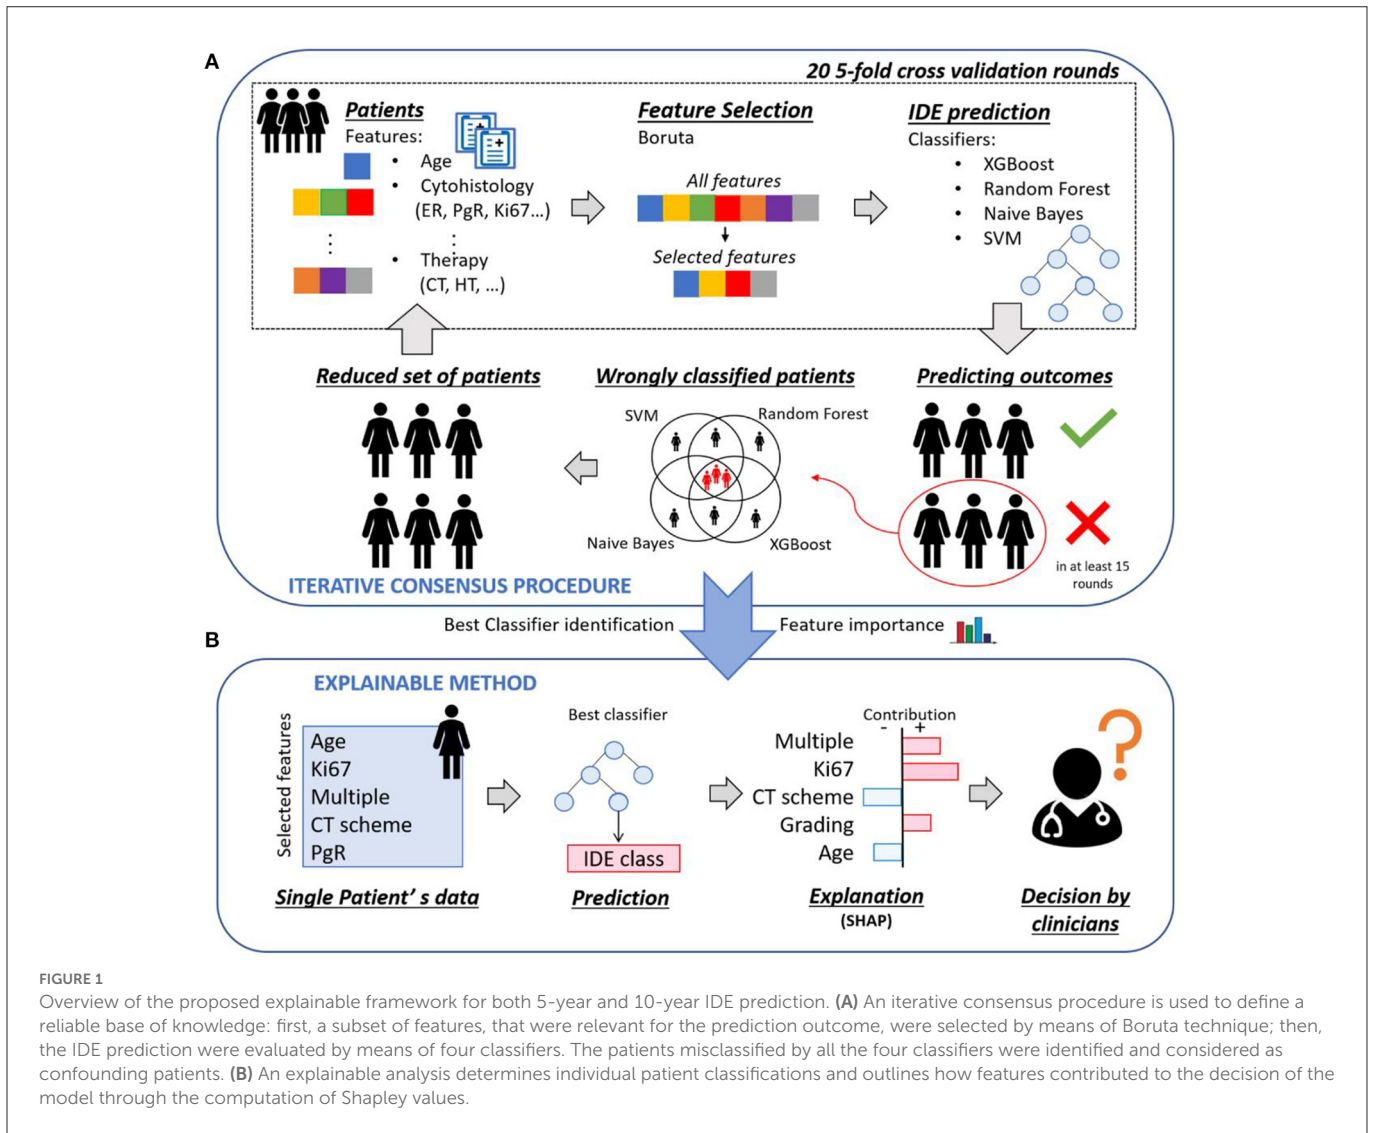 A
20 5-fold cross validation rounds
Patients
Features:
• Age
• Cytohistology
(ER, PgR, Ki67...)
• Therapy
(CT, HT, ...)
Feature Selection
Boruta
All features
Selected features
IDE prediction
Classifiers:
• XGBoost
• Random Forest
• Naive Bayes
• SVM
Reduced set of patients
Wrongly classified patients
SVM
Random Forest
Naive Bayes
XGBoost
Predicting outcomes
in at least 15
rounds
ITERATIVE CONSENSUS PROCEDURE
Best Classifier identification
Feature importance
B
EXPLAINABLE METHOD
Selected features
Age
Ki67
Multiple
CT scheme
PgR
Single Patient' s data
Best classifier
IDE class
Prediction
Contribution
- +
Multiple
Ki67
CT scheme
Grading
Age
Explanation
(SHAP)
?
Decision by
clinicians
FIGURE 1
Overview of the proposed explainable framework for both 5-year and 10-year IDE prediction. (A) An iterative consensus procedure is used to define a
reliable base of knowledge: first, a subset of features, that were relevant for the prediction outcome, were selected by means of Boruta technique; then,
the IDE prediction were evaluated by means of four classifiers. The patients misclassified by all the four classifiers were identified and considered as
confounding patients. (B) An explainable analysis determines individual patient classifications and outlines how features contributed to the decision of the
model through the computation of Shapley values.